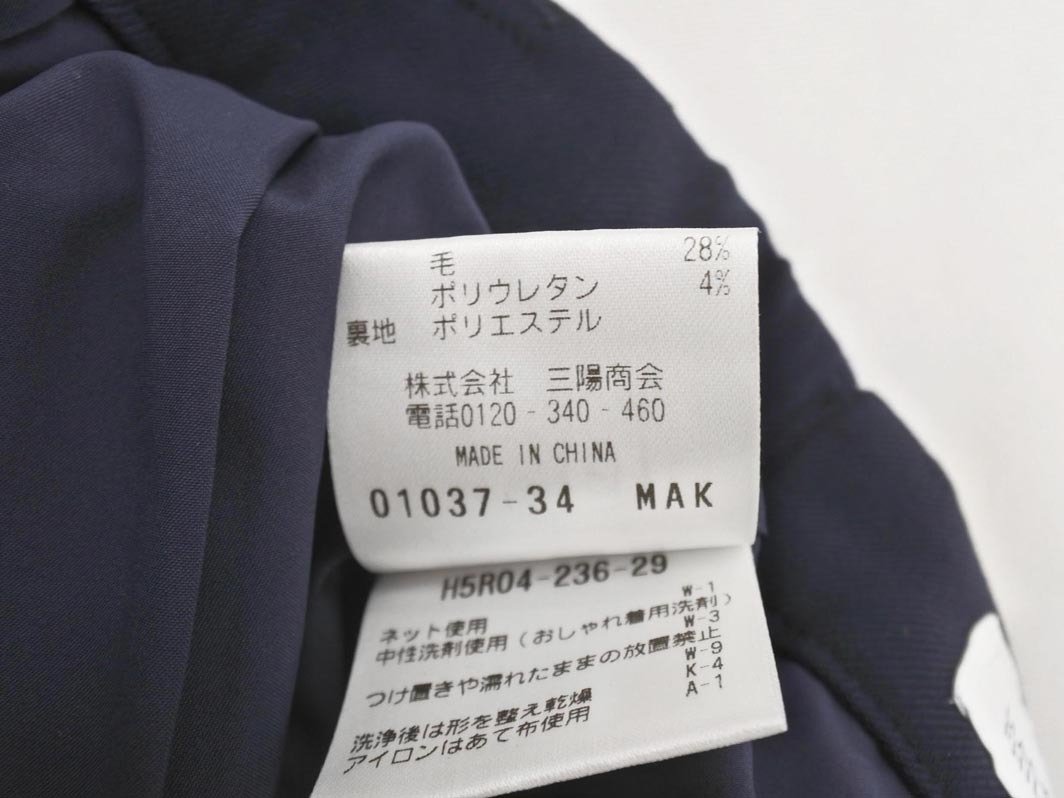 毛 28%
ポリウレタン 4%
裏地 ポリエステル
株式会社 三陽商会
電話0120-340-460
MADE IN CHINA
01037-34 MAK
H5R04-236-29
W-1
ネット使用
W-3
中性洗剤使用(おしゃれ着用洗剤)
W-9
つけ置きや濡れたままの放置禁止
K-4
A-1
洗浄後は形を整え乾燥
アイロンはあて布使用